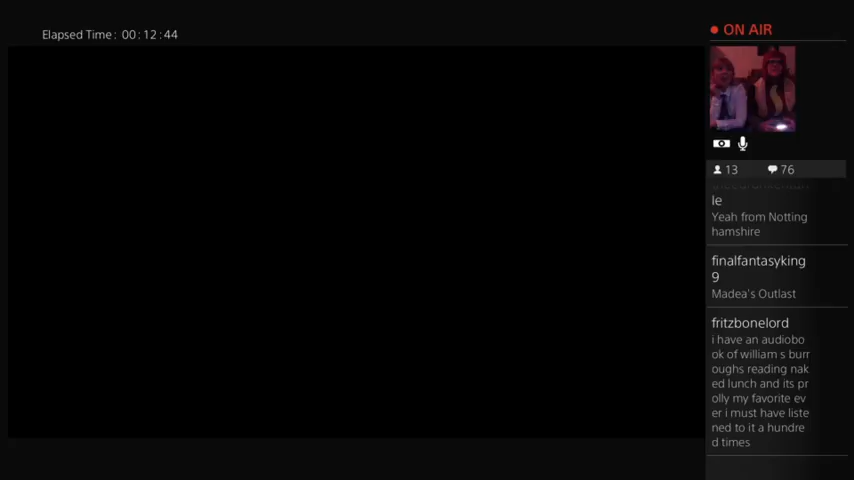 Elapsed Time: 00:12:44
ON AIR
13 76
le
Yeah from Notting
hamshire
finalfantasyking
9
Madea's Outlast
fritzbonelord
i have an audiobo
ok of william s burr
oughs reading nak
ed lunch and its pr
olly my favorite ev
er i must have liste
ned to it a hundre
d times